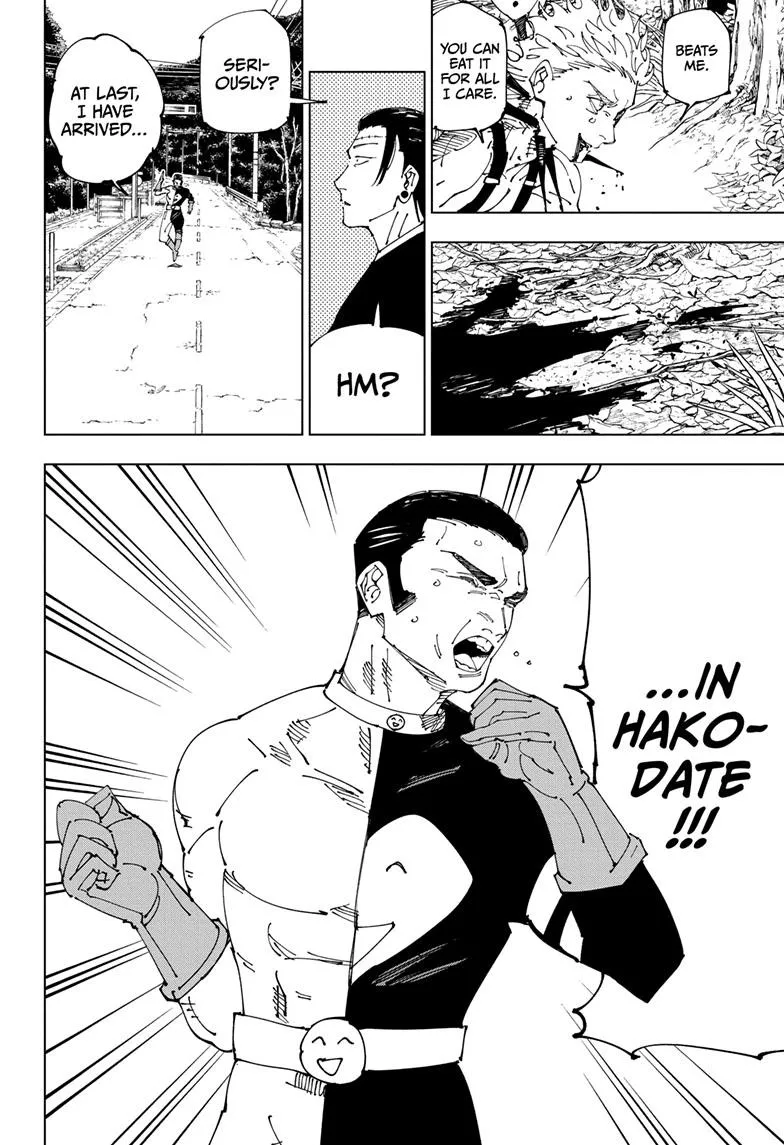 BEATS
ME.
YOU CAN
EAT IT
FOR ALL
I CARE.
SERI-
OUSLY?
HM?
AT LAST,
I HAVE
ARRIVED...
...IN
HAKO-
DATE
!!!